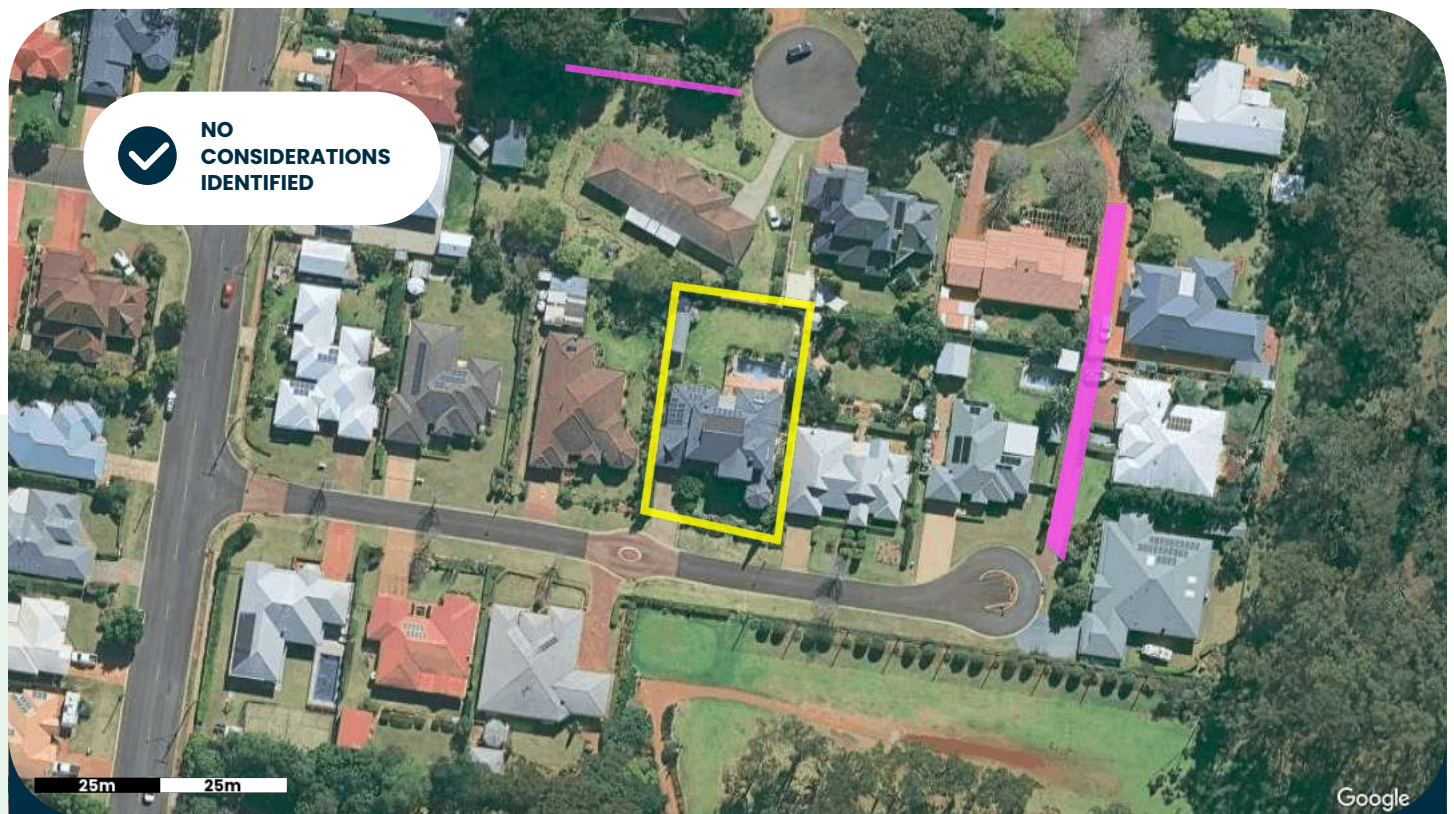 NO
CONSIDERATIONS
IDENTIFIED
25m 25m
Google